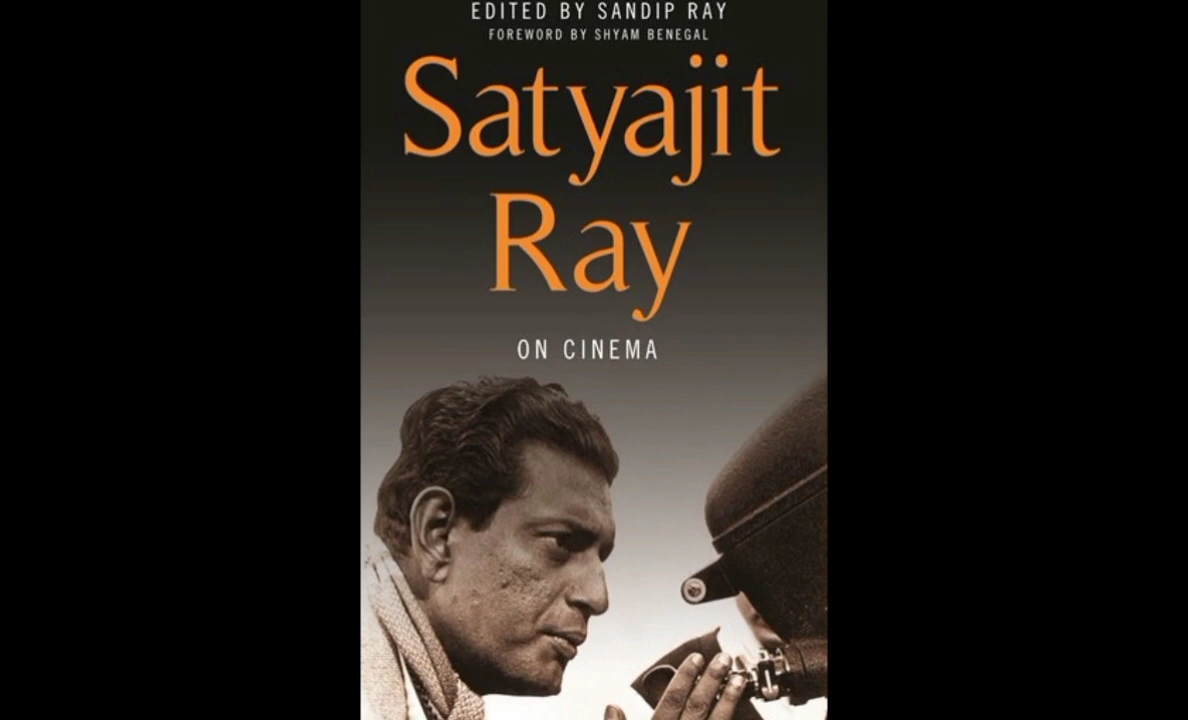 EDITED BY SANDIP RAY
FOREWORD BY SHYAM BENEGAL
Satyajit
Ray
ON CINEMA